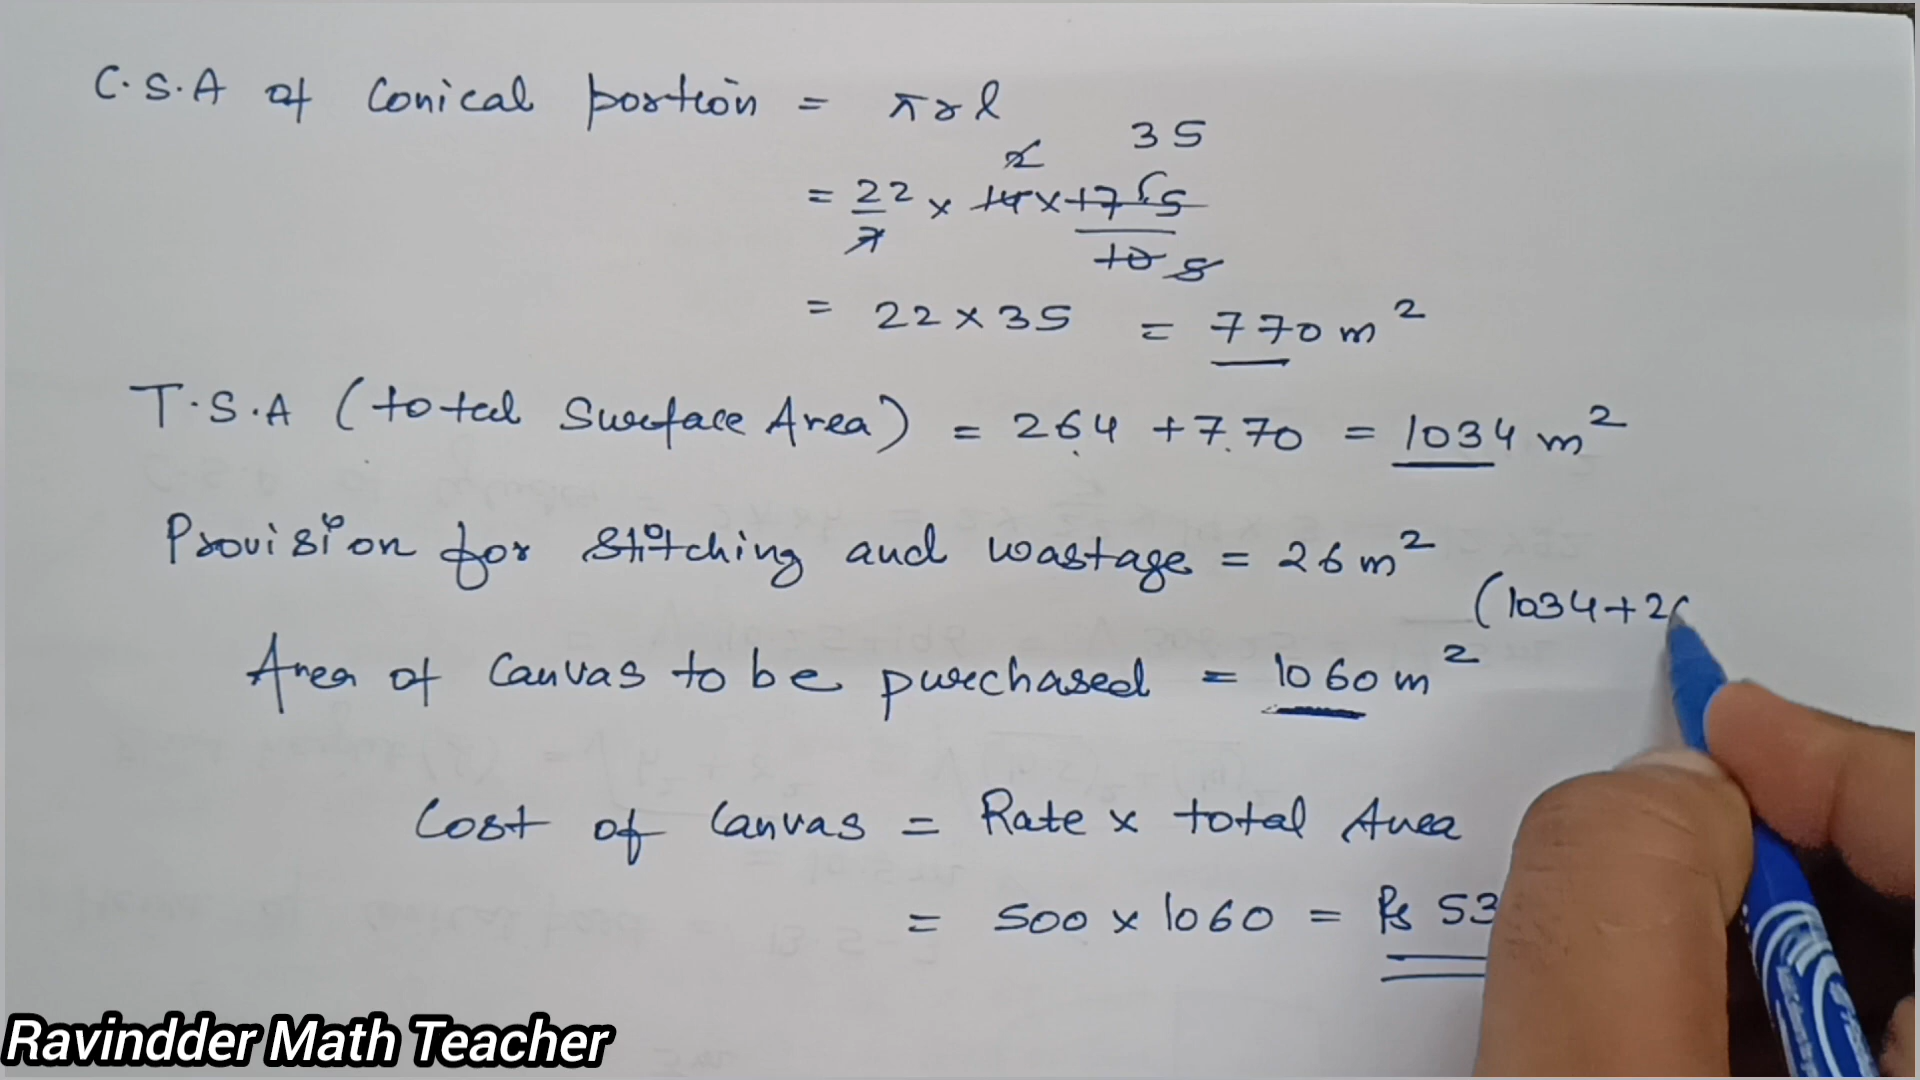 C.S.A of Conical portion = πrl
= 22/7 × 14 × 17.5/10 2 35 5
= 22 × 35 = 770 m²
T.S.A (total Surface Area) = 264 + 770 = 1034 m²
Provision for Stitching and wastage = 26 m²
(1034+2
Area of Canvas to be purchased = 1060 m²
Cost of Canvas = Rate × total Area
= 500 × 1060 = Rs 53
Ravindder Math Teacher